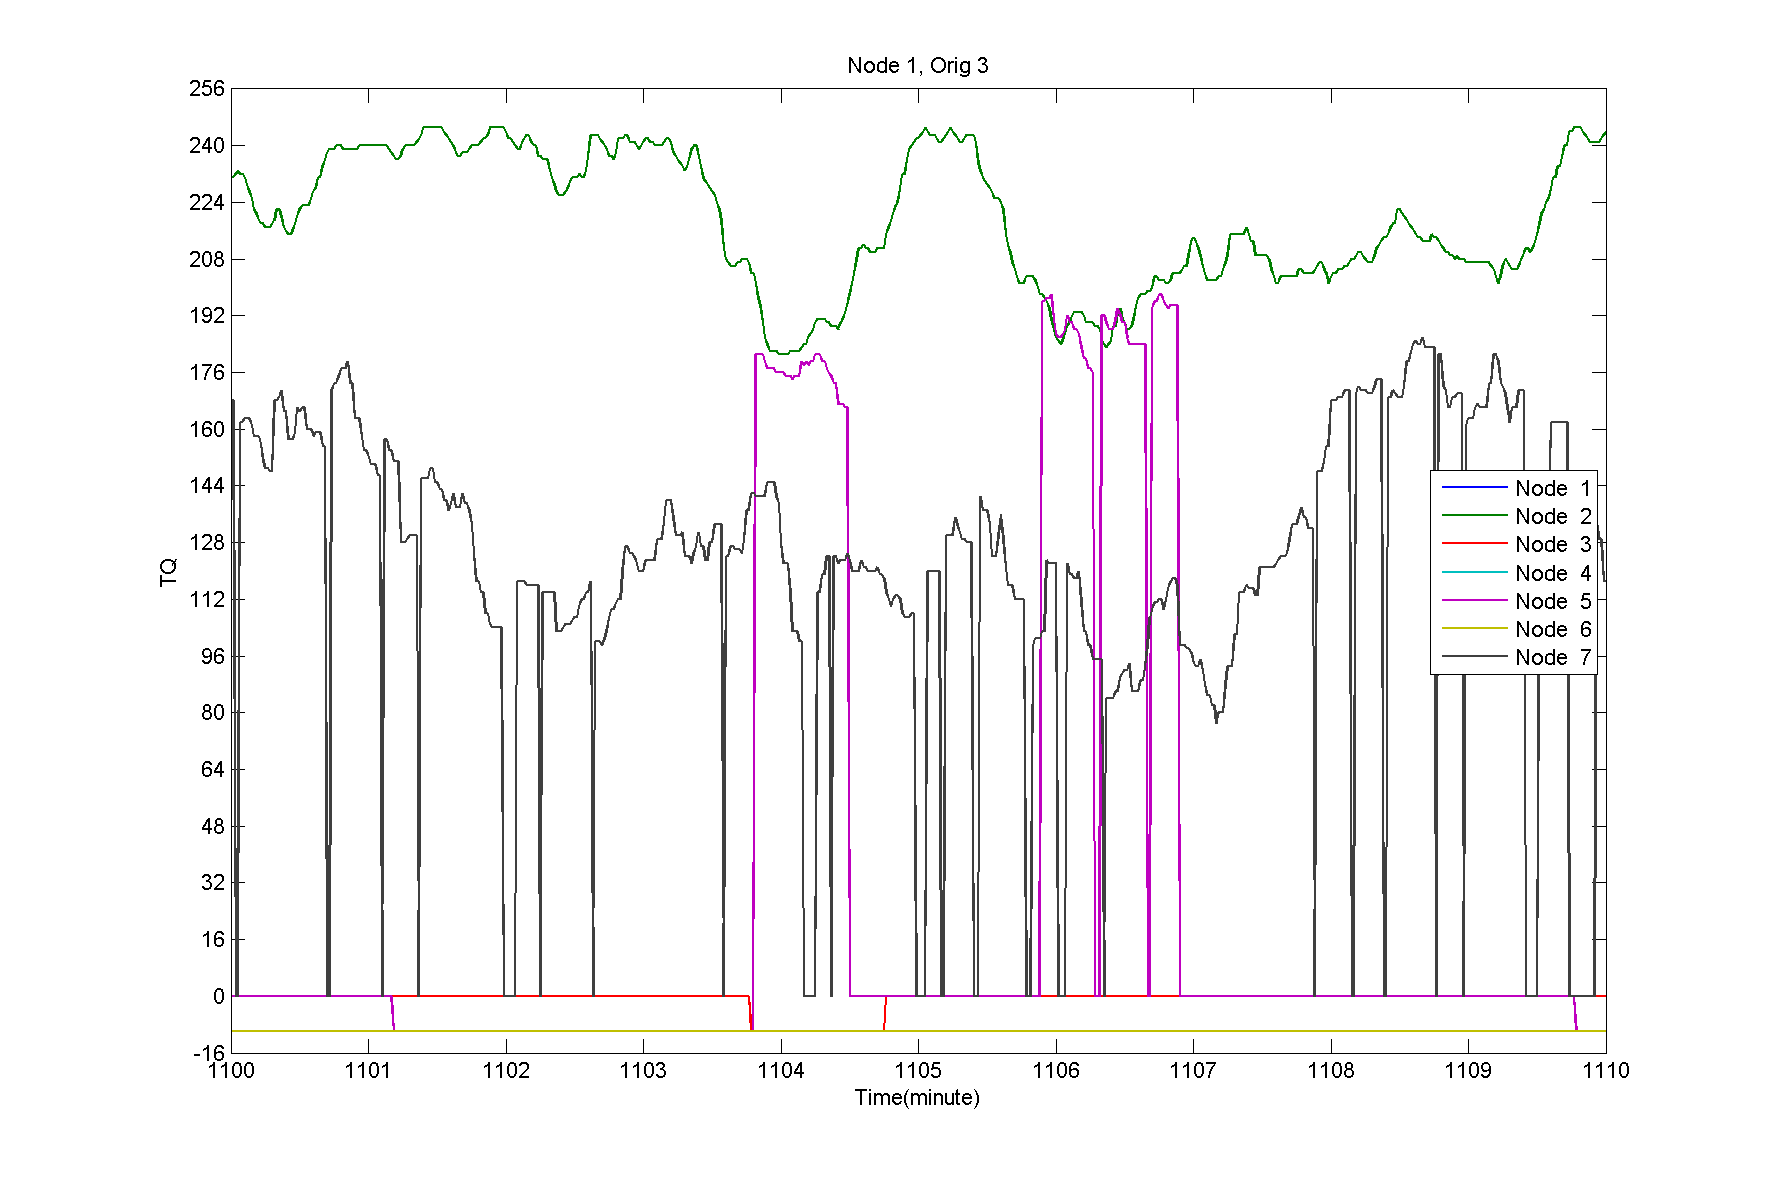 Node 1, Orig 3
256
240
224
208
192
176
160
144
128
112
96
80
64
48
32
16
0
-16
TQ
Node 1
Node 2
Node 3
Node 4
Node 5
Node 6
Node 7
1100 1101 1102 1103 1104 1105 1106 1107 1108 1109 1110
Time(minute)